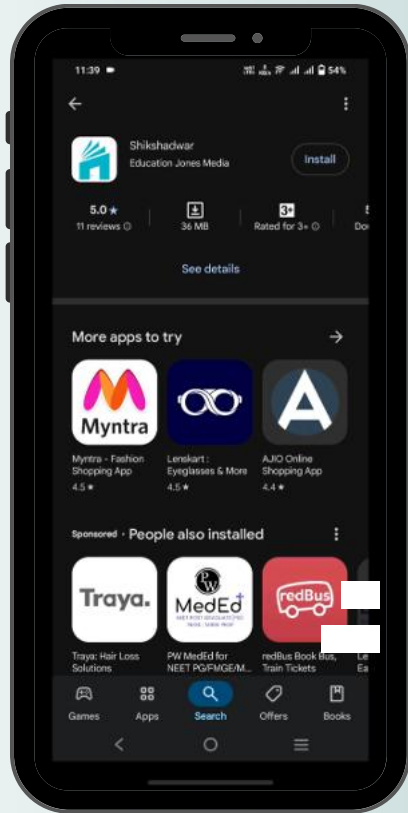 11:39
54%
Shikshadwar
Education Jones Media
Install
5.0 ★
11 reviews
36 MB
3+
Rated for 3+
See details
More apps to try
Myntra
Myntra - Fashion
Shopping App
4.5 ★
Lenskart :
Eyeglasses & More
4.5 ★
A
AJIO Online
Shopping App
4.4 ★
Sponsored · People also installed
Traya.
Traya: Hair Loss
Solutions
PW
MedEd
PW MedEd for
NEET PG/FMGE/M...
redBus
redBus Book Bus,
Train Tickets
Games
Apps
Search
Offers
Books